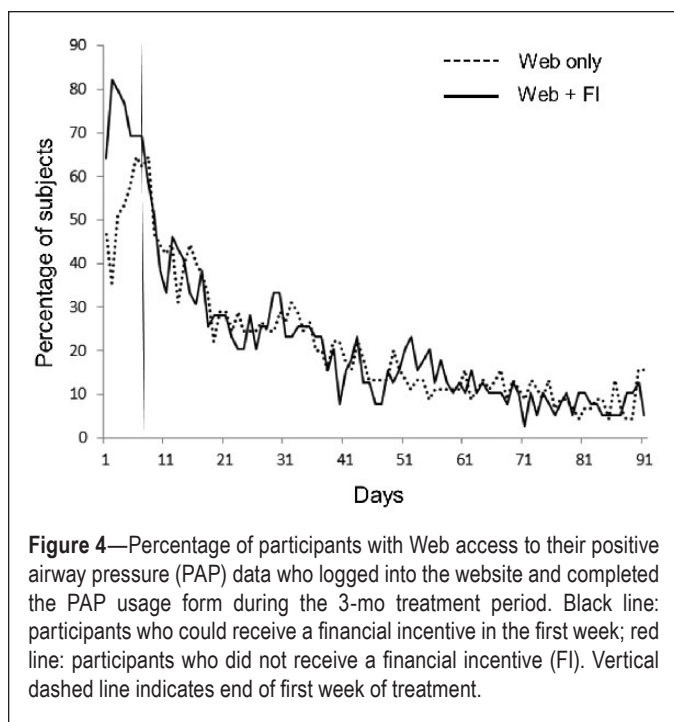 90
80
70
60
50
40
30
20
10
0
Percentage of subjects
Web only
Web + FI
1 11 21 31 41 51 61 71 81 91
Days
Figure 4—Percentage of participants with Web access to their positive
airway pressure (PAP) data who logged into the website and completed
the PAP usage form during the 3-mo treatment period. Black line:
participants who could receive a financial incentive in the first week; red
line: participants who did not receive a financial incentive (FI). Vertical
dashed line indicates end of first week of treatment.